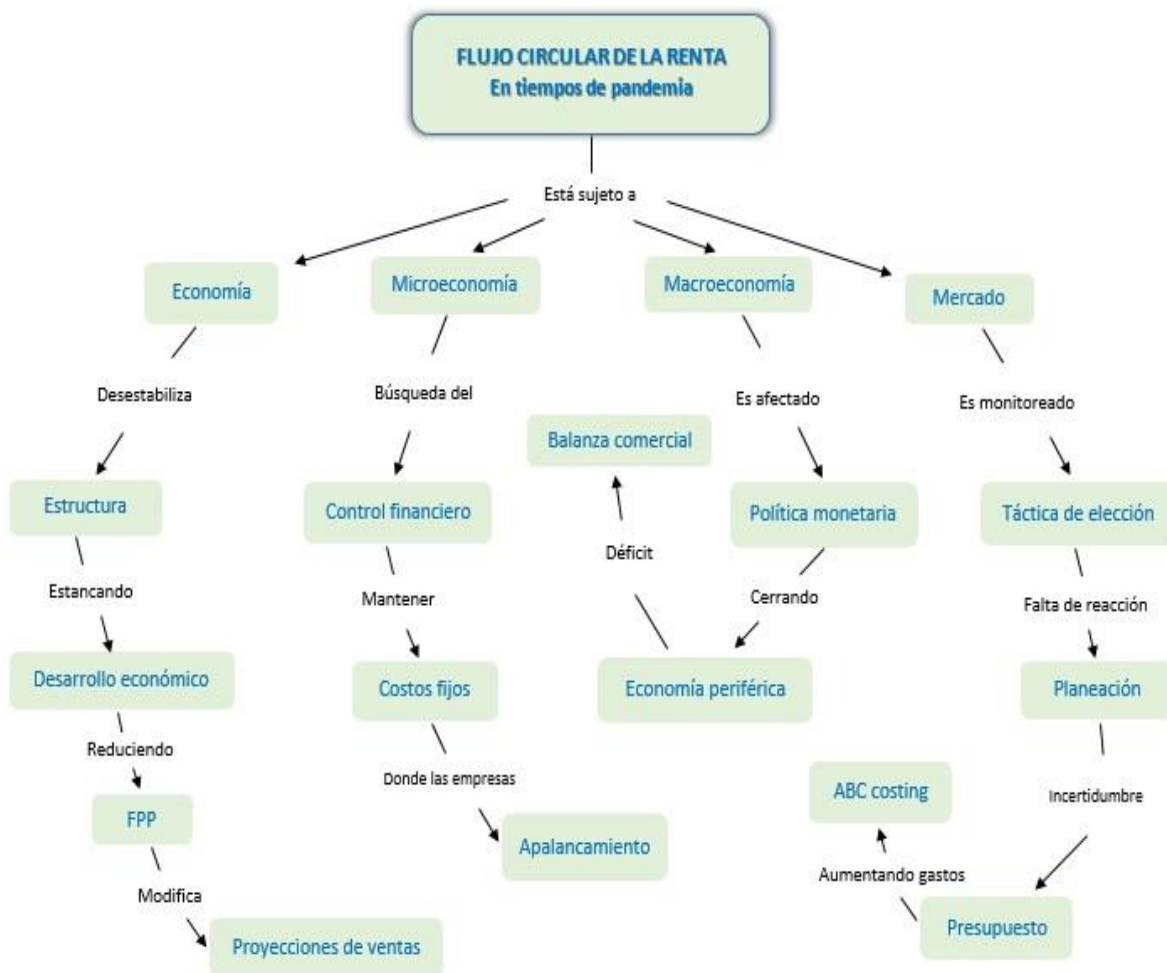 FLUJO CIRCULAR DE LA RENTA
En tiempos de pandemia
Está sujeto a
Economía
Microeconomía
Macroeconomía
Mercado
Desestabiliza
Búsqueda del
Es afectado
Es monitoreado
Balanza comercial
Estructura
Control financiero
Política monetaria
Táctica de elección
Déficit
Estancando
Mantener
Cerrando
Falta de reacción
Desarrollo económico
Costos fijos
Economía periférica
Planeación
Reduciendo
Donde las empresas
ABC costing
Incertidumbre
FPP
Apalancamiento
Aumentando gastos
Modifica
Presupuesto
Proyecciones de ventas